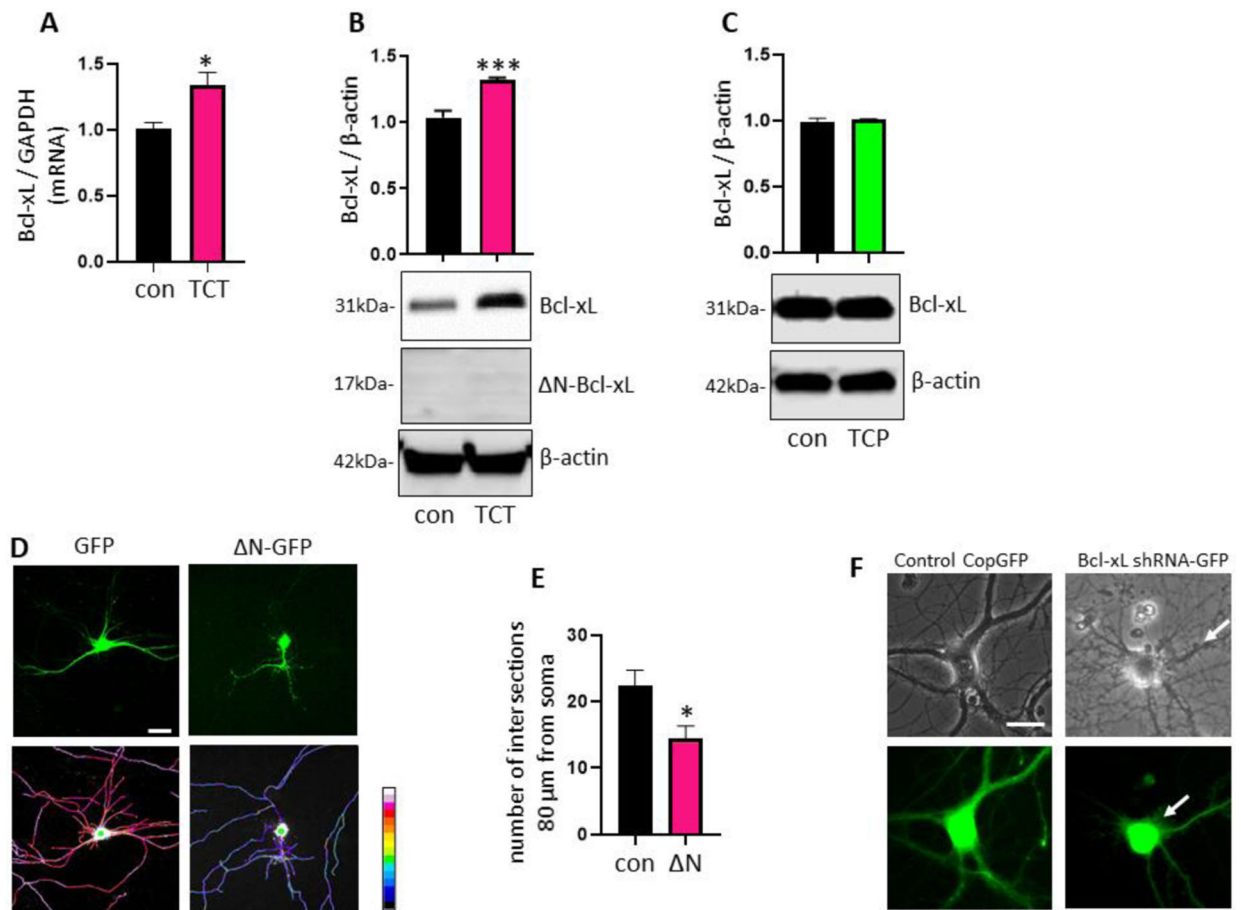 A
Bcl-xL / GAPDH
(mRNA)
1.5
1.0
0.5
0.0
*
con TCT
B
Bcl-xL / β-actin
1.5
1.0
0.5
0.0
***
31kDa- Bcl-xL
17kDa- ΔN-Bcl-xL
42kDa- β-actin
con TCT
C
Bcl-xL / β-actin
1.5
1.0
0.5
0.0
31kDa- Bcl-xL
42kDa- β-actin
con TCP
D
GFP ΔN-GFP
E
number of intersections
80 μm from soma
30
20
10
0
*
con ΔN
F
Control CopGFP Bcl-xL shRNA-GFP